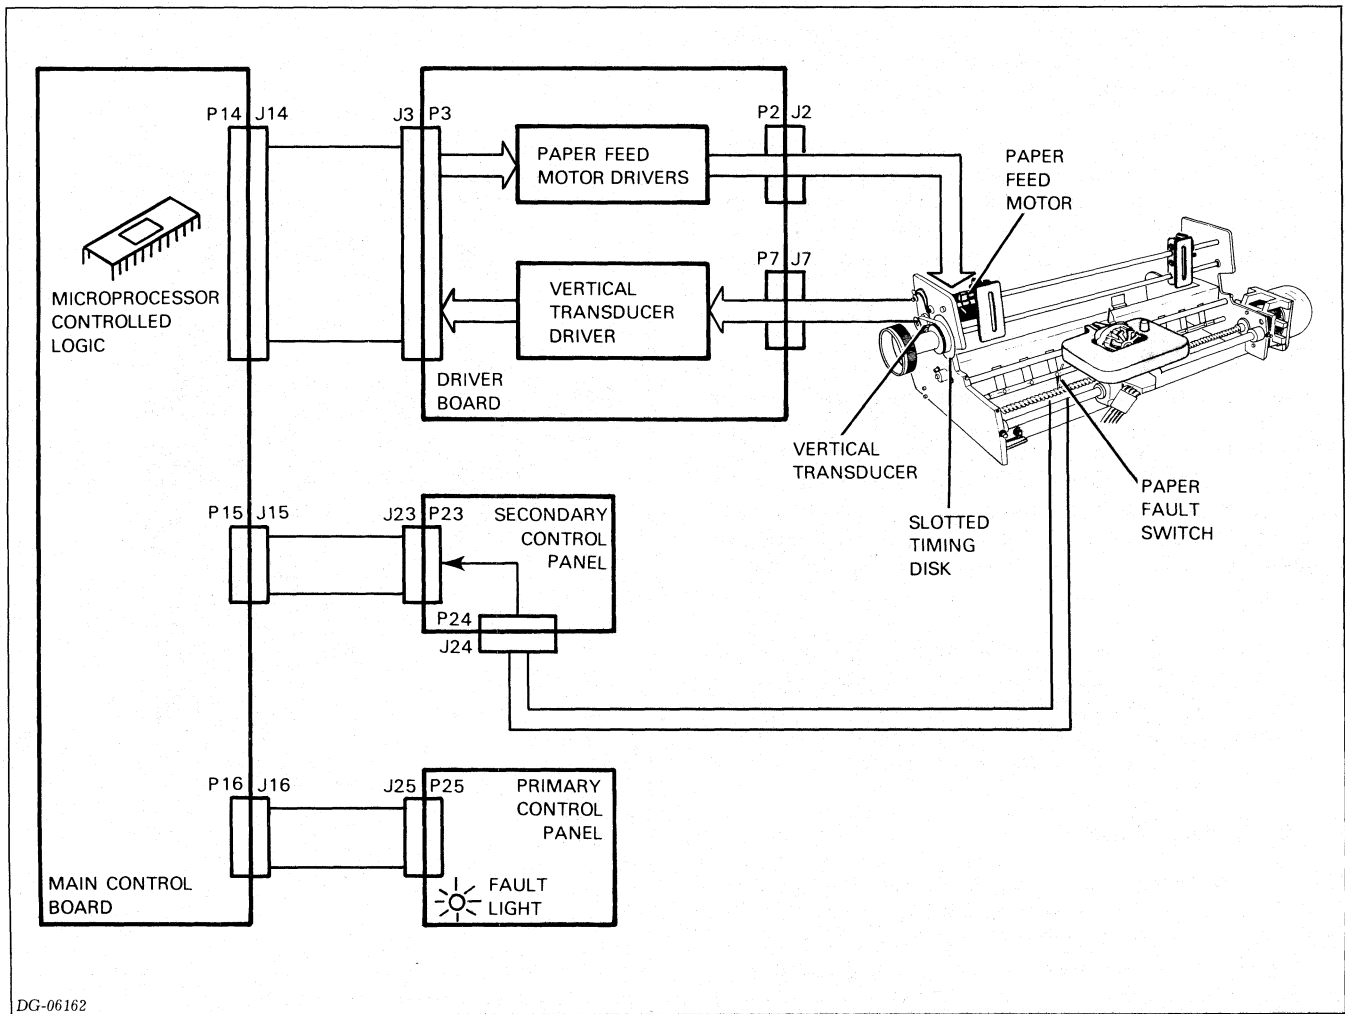 P14 J14
J3 P3
P2 J2
PAPER FEED
MOTOR DRIVERS
PAPER
FEED
MOTOR
MICROPROCESSOR
CONTROLLED
LOGIC
VERTICAL
TRANSDUCER
DRIVER
P7 J7
DRIVER
BOARD
VERTICAL
TRANSDUCER
SLOTTED
TIMING
DISK
PAPER
FAULT
SWITCH
P15 J15
J23 P23
SECONDARY
CONTROL
PANEL
P24
J24
P16 J16
J25 P25
PRIMARY
CONTROL
PANEL
FAULT
LIGHT
MAIN CONTROL
BOARD
DG-06162